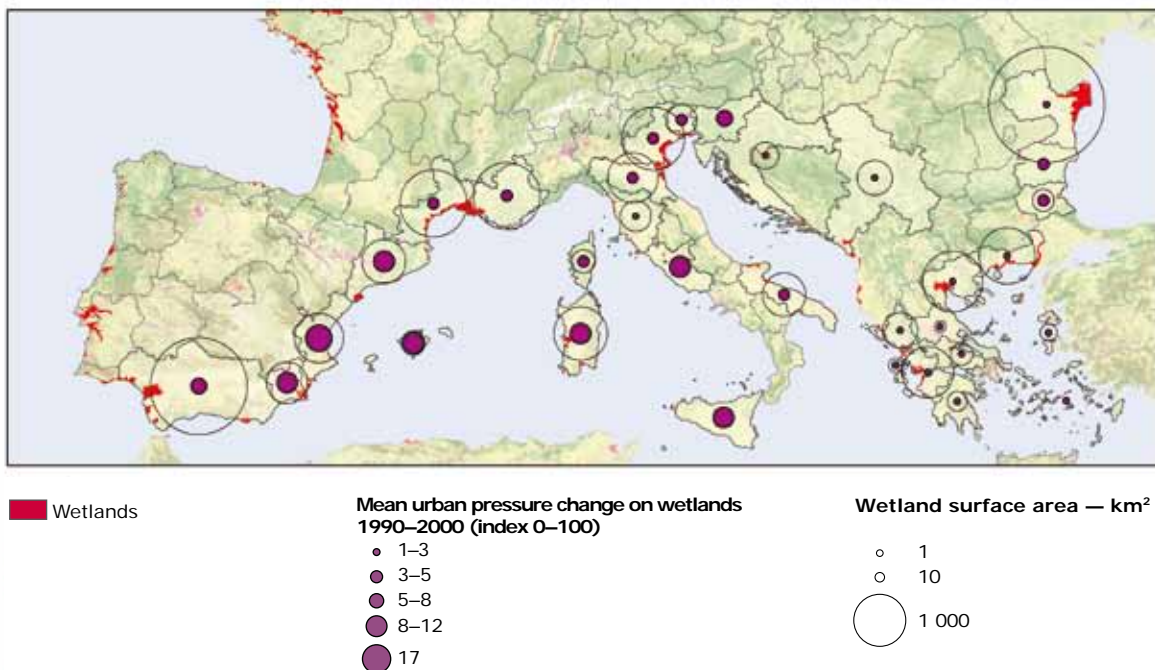 Wetlands
Mean urban pressure change on wetlands
1990–2000 (index 0–100)
1–3
3–5
5–8
8–12
17
Wetland surface area — km²
1
10
1 000